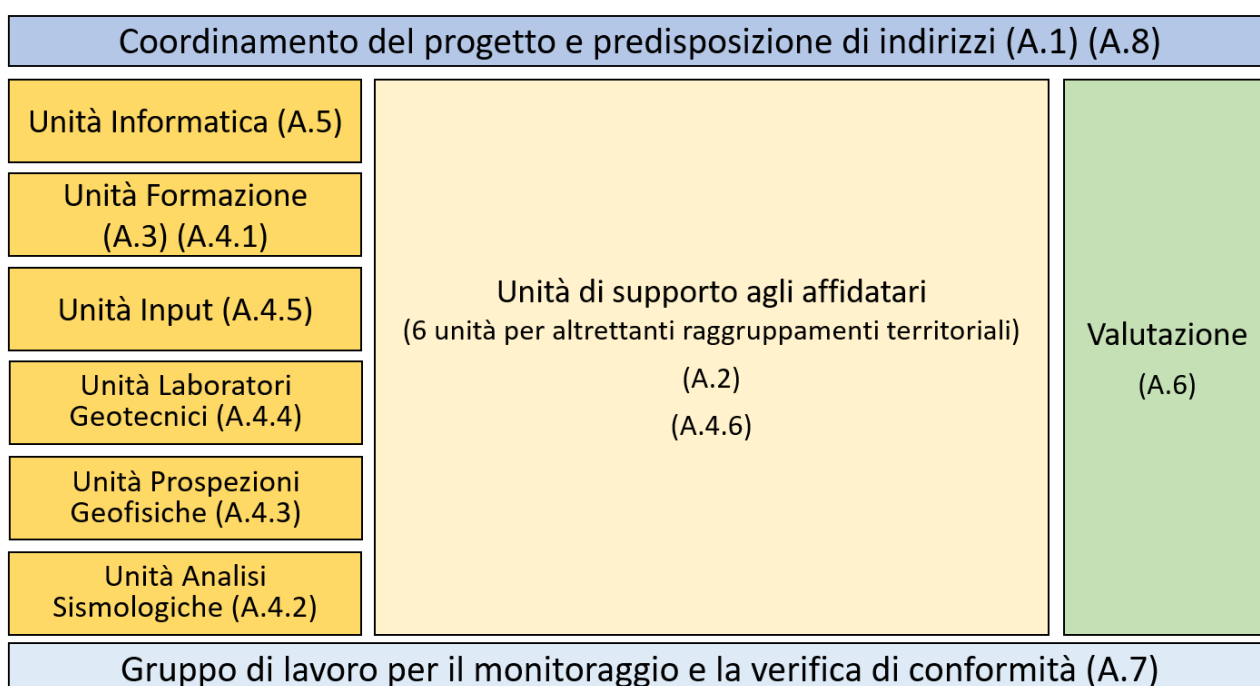 Coordinamento del progetto e predisposizione di indirizzi (A.1) (A.8)
Unità Informatica (A.5)
Unità Formazione
(A.3) (A.4.1)
Unità Input (A.4.5)
Unità Laboratori
Geotecnici (A.4.4)
Unità Prospezioni
Geofisiche (A.4.3)
Unità Analisi
Sismologiche (A.4.2)
Unità di supporto agli affidatari
(6 unità per altrettanti raggruppamenti territoriali)
(A.2)
(A.4.6)
Valutazione
(A.6)
Gruppo di lavoro per il monitoraggio e la verifica di conformità (A.7)